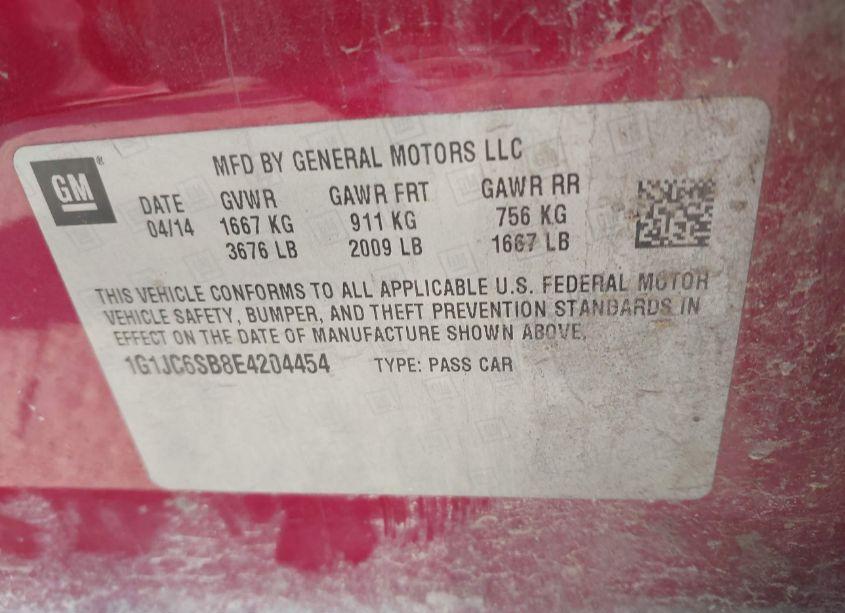 GM®
MFD BY GENERAL MOTORS LLC
DATE GVWR GAWR FRT GAWR RR
04/14 1667 KG 911 KG 756 KG
3676 LB 2009 LB 1667 LB
THIS VEHICLE CONFORMS TO ALL APPLICABLE U.S. FEDERAL MOTOR
VEHICLE SAFETY, BUMPER, AND THEFT PREVENTION STANDARDS IN
EFFECT ON THE DATE OF MANUFACTURE SHOWN ABOVE.
1G1JC6SB8E4204454 TYPE: PASS CAR